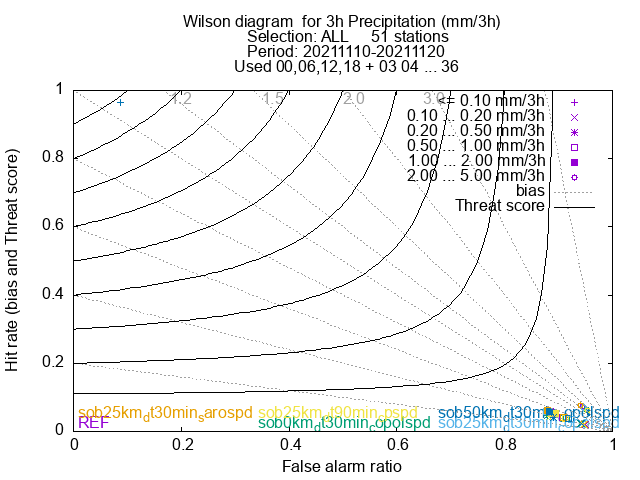 Wilson diagram for 3h Precipitation (mm/3h)
Selection: ALL 51 stations
Period: 20211110-20211120
Used 00,06,12,18 + 03 04 ... 36
1.2 1.5 2.0 3.0
<= 0.10 mm/3h
0.10 ... 0.20 mm/3h
0.20 ... 0.50 mm/3h
0.50 ... 1.00 mm/3h
1.00 ... 2.00 mm/3h
2.00 ... 5.00 mm/3h
bias
Threat score
1
0.8
0.6
0.4
0.2
0
Hit rate (bias and Threat score)
sob25km_dt30min_sarospd sob25km_dt90min_cpspd sob50km_dt30min_copolspd
REF sob0km_dt30min_copolspd
0 0.2 0.4 0.6 0.8 1
False alarm ratio